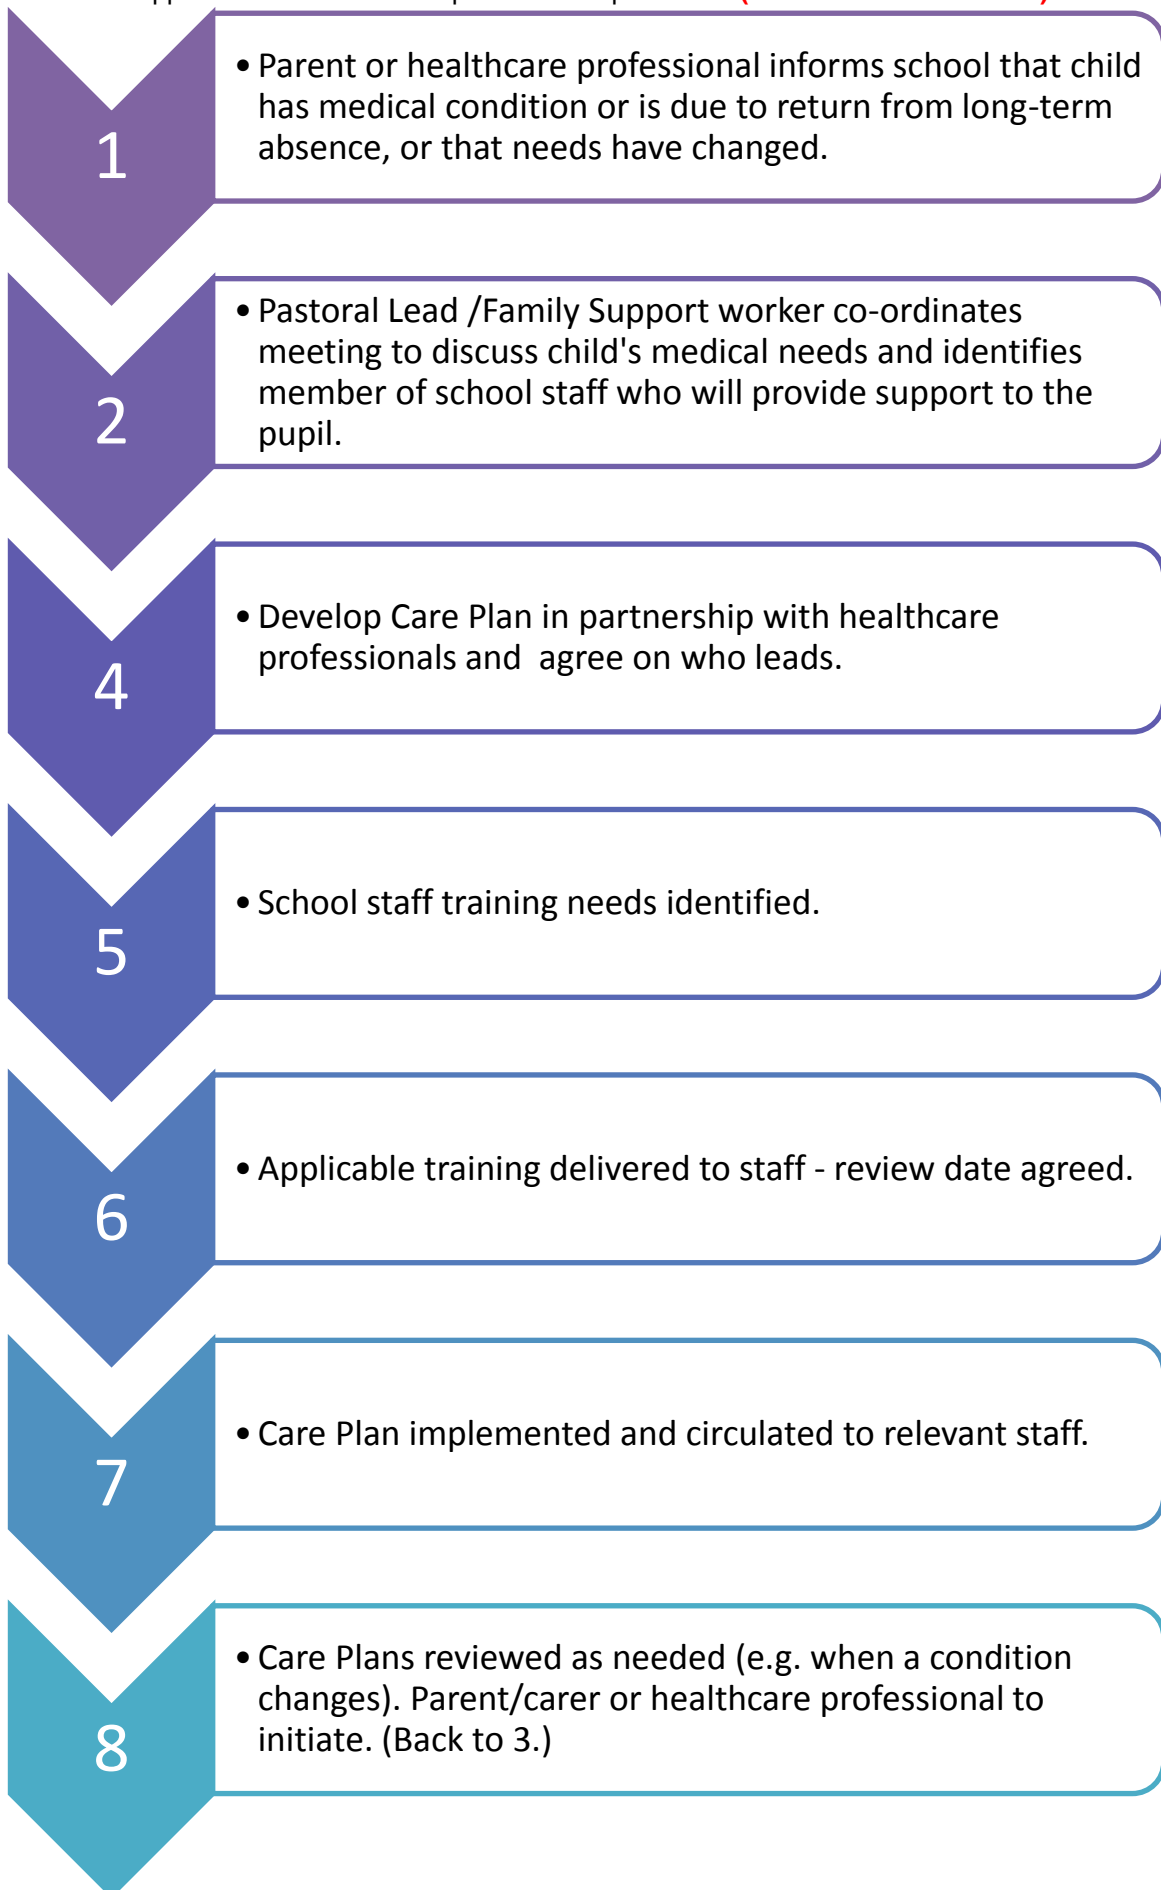 1
• Parent or healthcare professional informs school that child
has medical condition or is due to return from long-term
absence, or that needs have changed.
2
• Pastoral Lead /Family Support worker co-ordinates
meeting to discuss child's medical needs and identifies
member of school staff who will provide support to the
pupil.
4
• Develop Care Plan in partnership with healthcare
professionals and  agree on who leads.
5
• School staff training needs identified.
6
• Applicable training delivered to staff - review date agreed.
7
• Care Plan implemented and circulated to relevant staff.
8
• Care Plans reviewed as needed (e.g. when a condition
changes). Parent/carer or healthcare professional to
initiate. (Back to 3.)